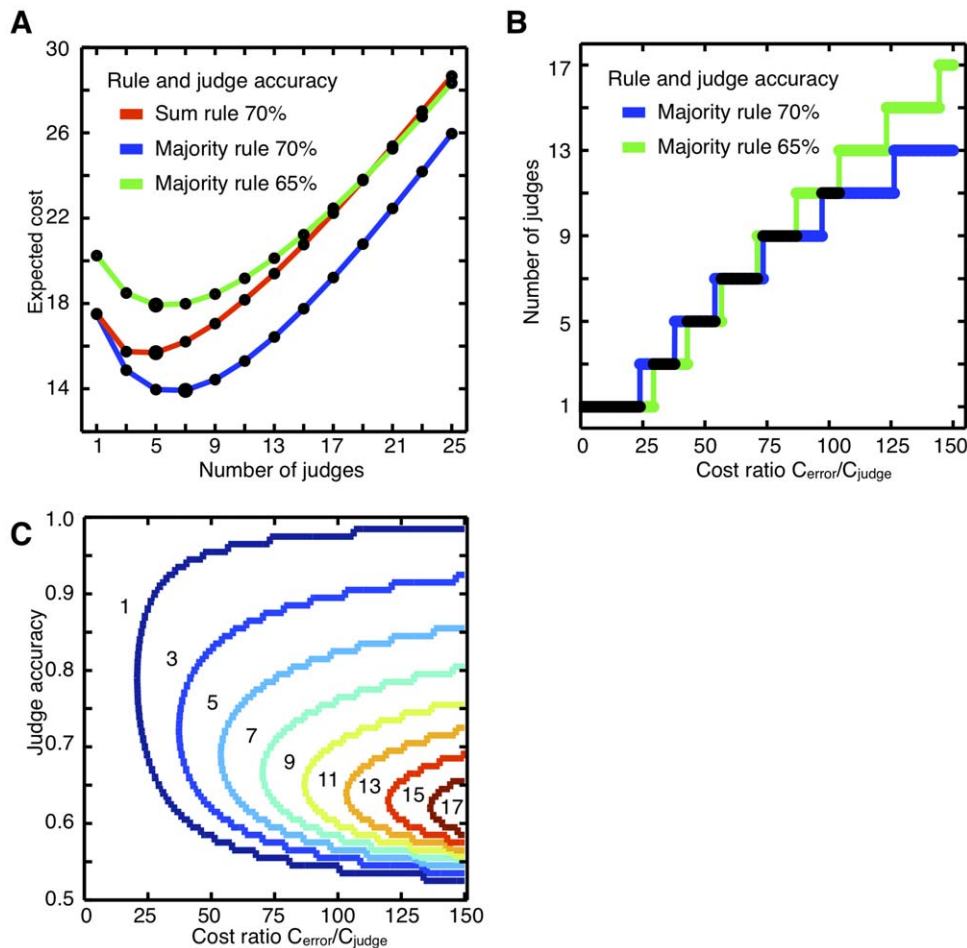 A
30
26
22
18
14
Expected cost
Rule and judge accuracy
Sum rule 70%
Majority rule 70%
Majority rule 65%
1 5 9 13 17 21 25
Number of judges
B
17
13
9
5
1
Number of judges
Rule and judge accuracy
Majority rule 70%
Majority rule 65%
0 25 50 75 100 125 150
Cost ratio Cerror/Cjudge
C
1.0
0.9
0.8
0.7
0.6
0.5
Judge accuracy
1
3
5
7
9
11
13
15
17
0 25 50 75 100 125 150
Cost ratio Cerror/Cjudge